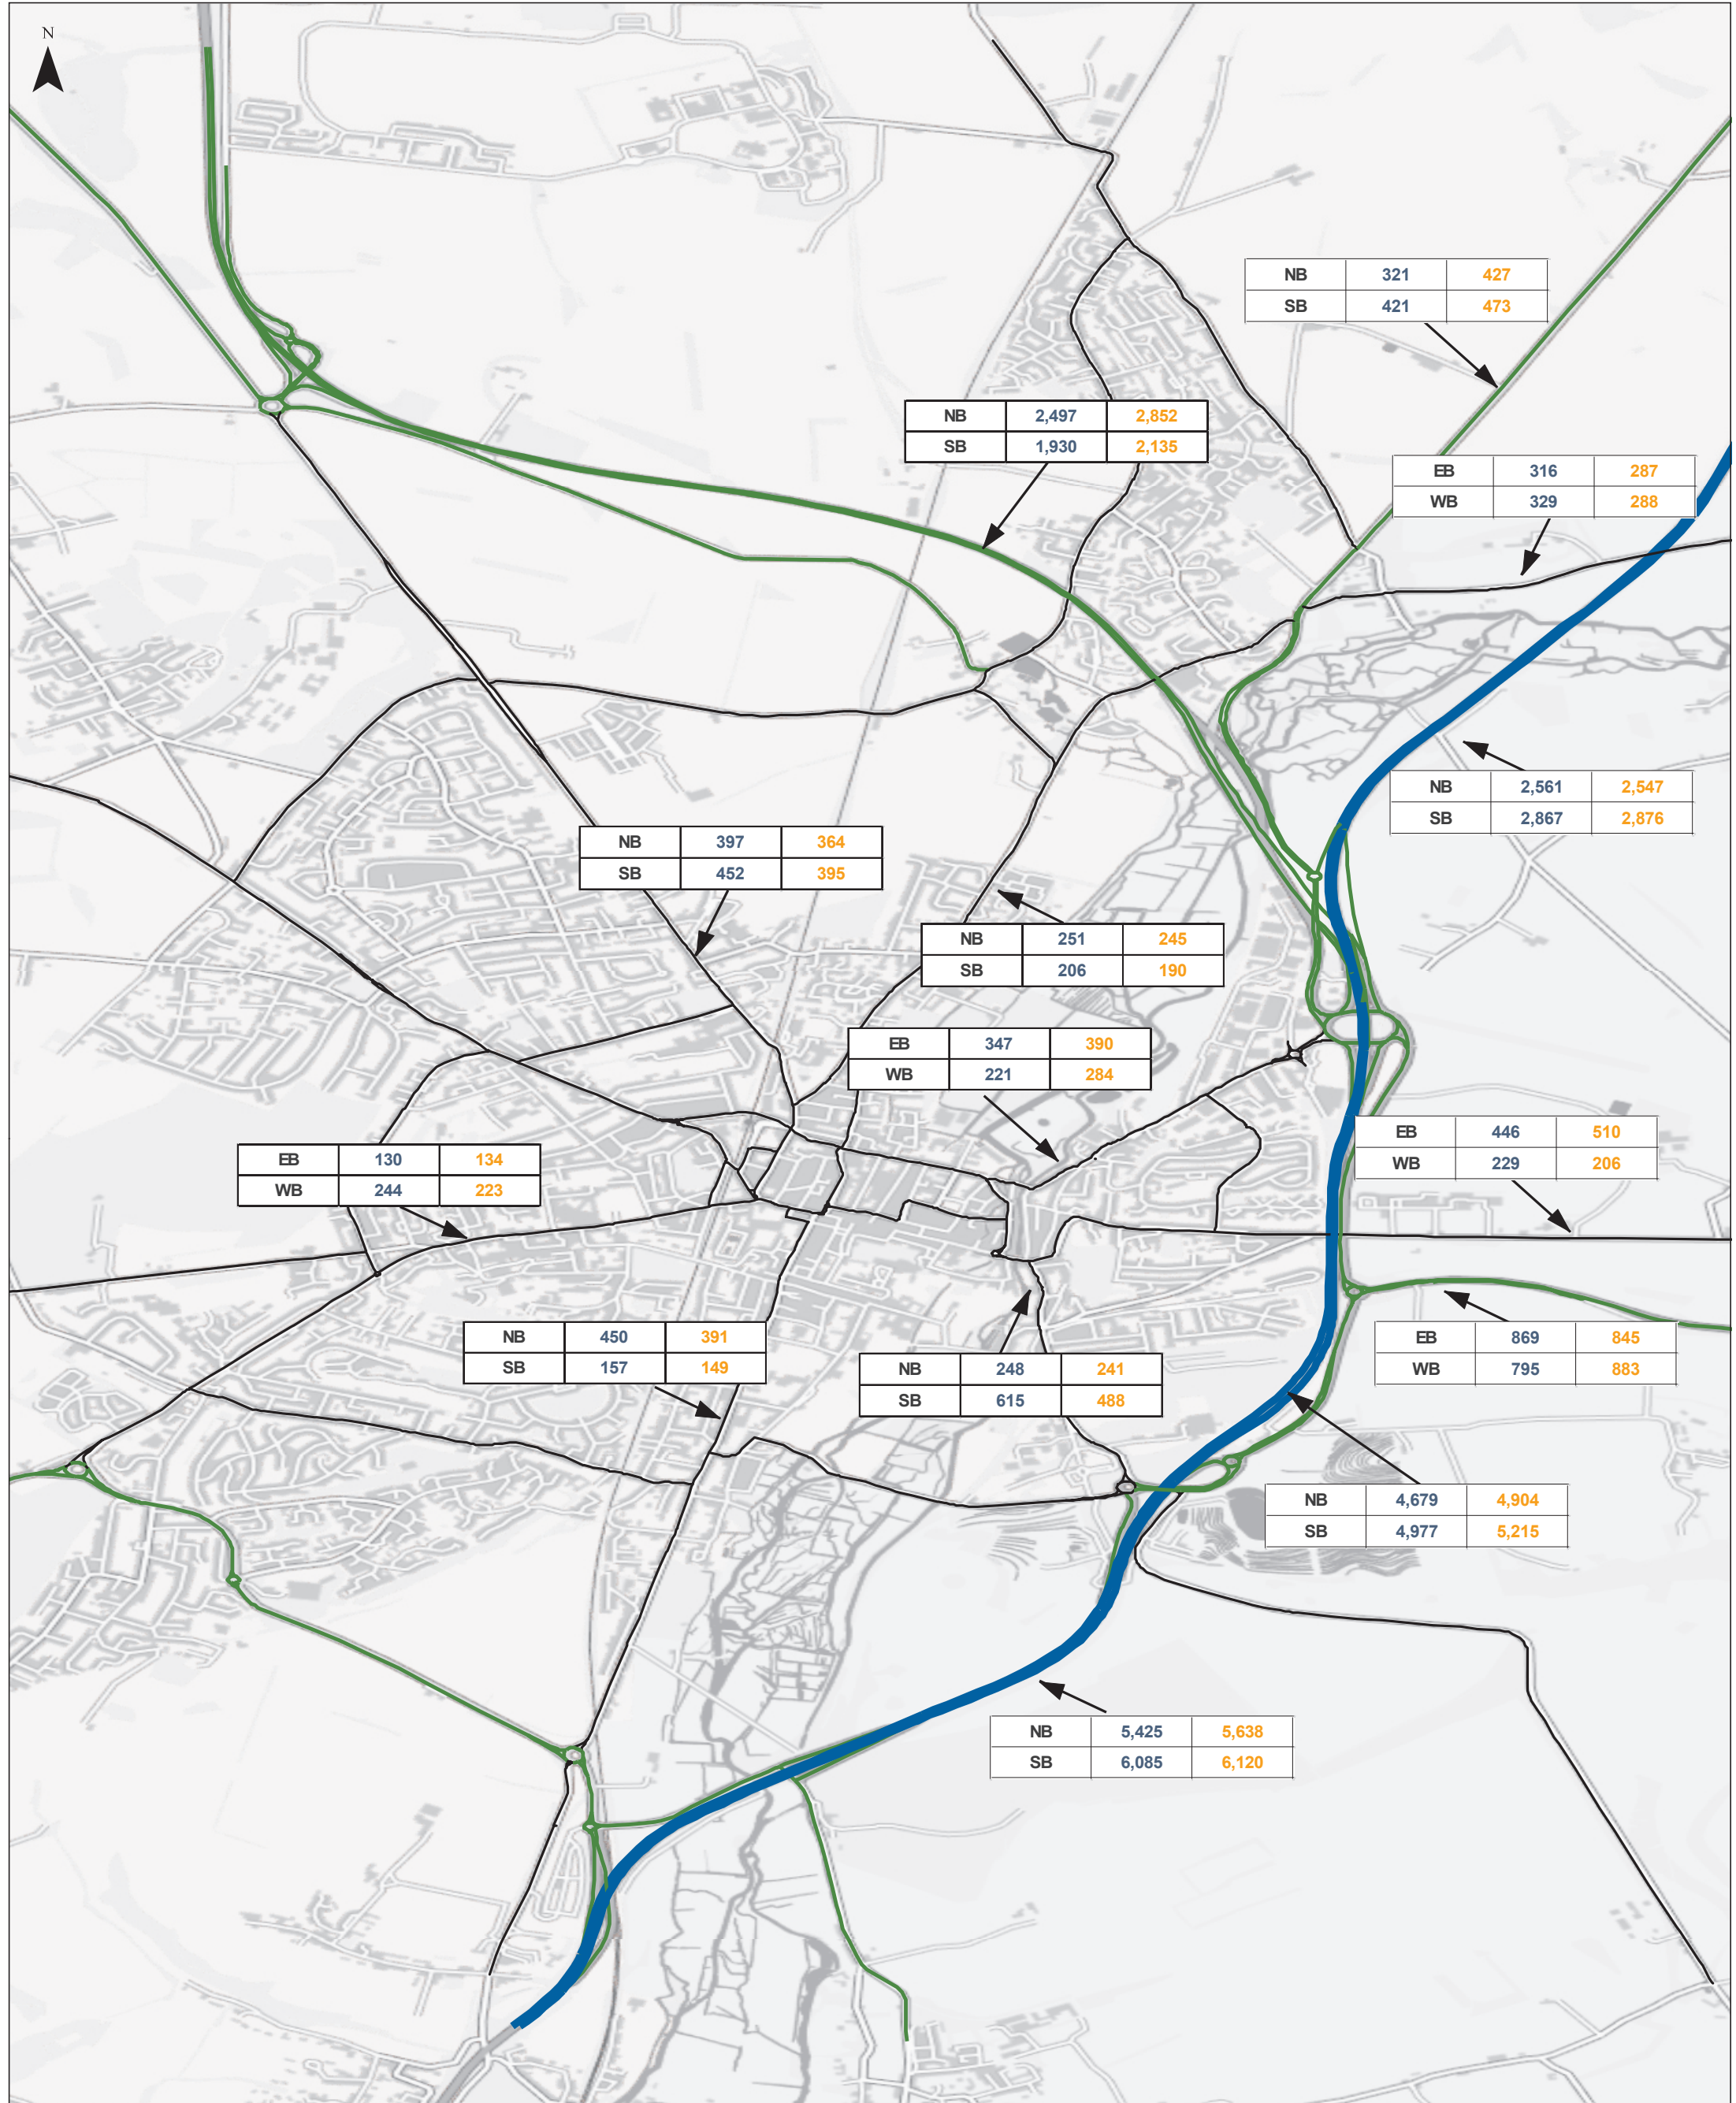 N
NB 321 427
SB 421 473
NB 2,497 2,852
SB 1,930 2,135
EB 316 287
WB 329 288
NB 2,561 2,547
SB 2,867 2,876
NB 397 364
SB 452 395
NB 251 245
SB 206 190
EB 347 390
WB 221 284
EB 446 510
WB 229 206
EB 130 134
WB 244 223
NB 450 391
SB 157 149
NB 248 241
SB 615 488
EB 869 845
WB 795 883
NB 4,679 4,904
SB 4,977 5,215
NB 5,425 5,638
SB 6,085 6,120